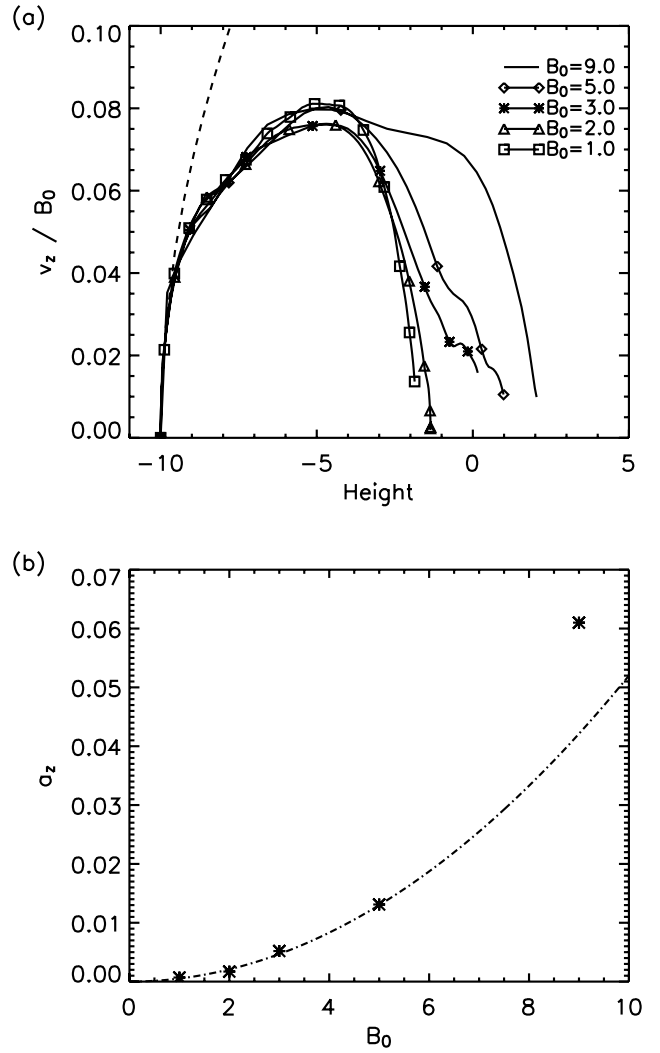 (a)
0.10
0.08
0.06
0.04
0.02
0.00
v_z / B_0
B_0=9.0
B_0=5.0
B_0=3.0
B_0=2.0
B_0=1.0
-10 -5 0 5
Height
(b)
0.07
0.06
0.05
0.04
0.03
0.02
0.01
0.00
a_z
0 2 4 6 8 10
B_0